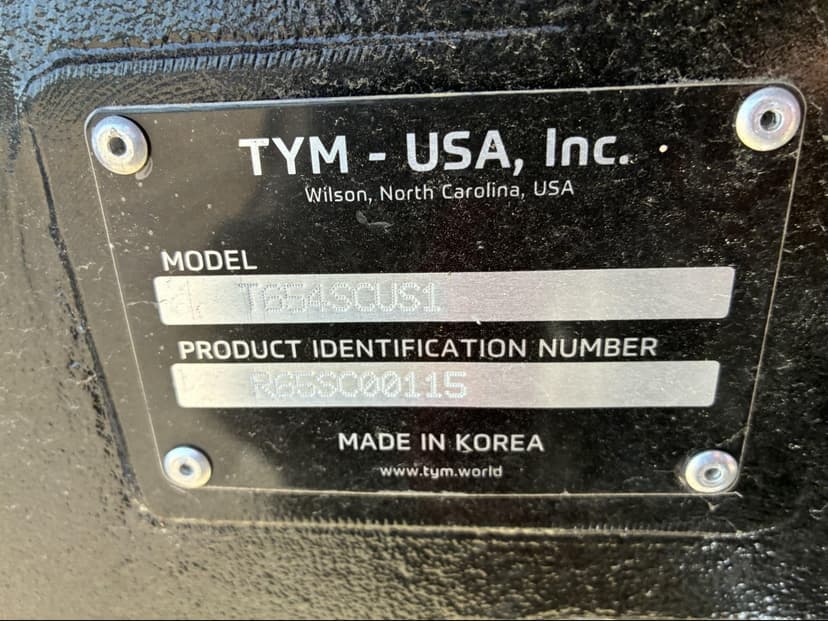 TYM - USA, Inc.
Wilson, North Carolina, USA
MODEL
T654SCUS1
PRODUCT IDENTIFICATION NUMBER
R65SC00115
MADE IN KOREA
www.tym.world